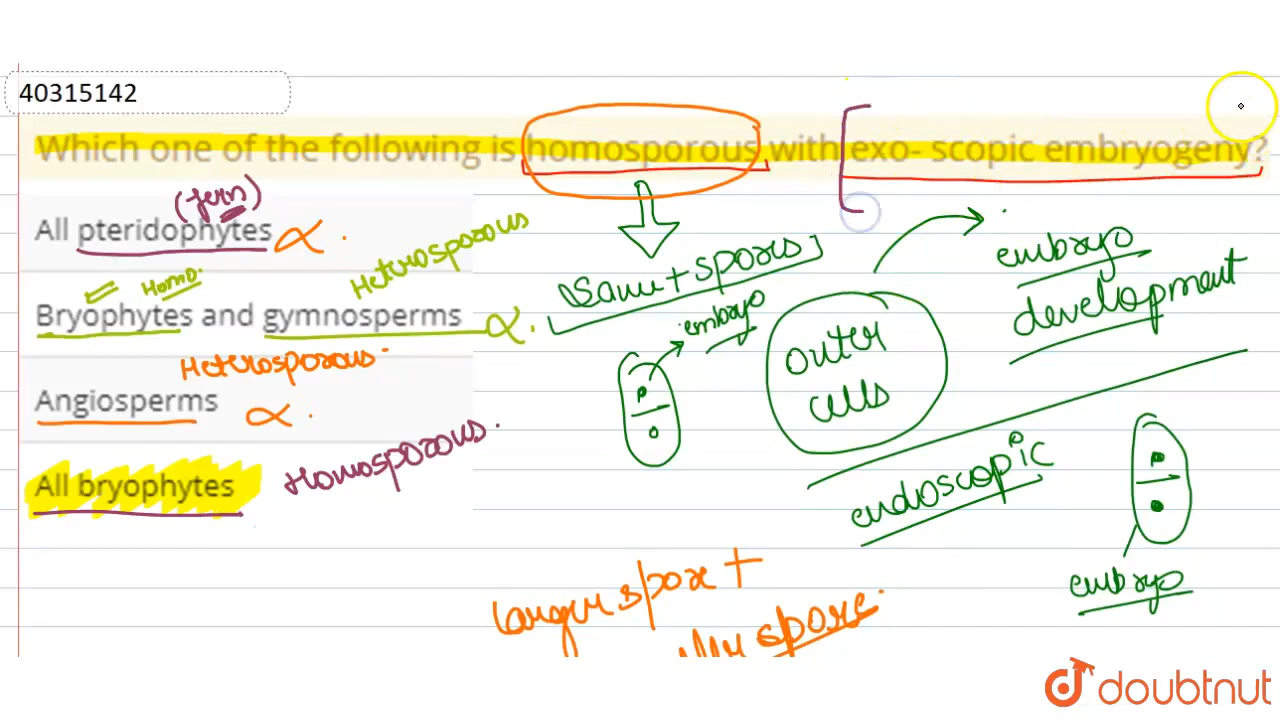 40315142
Which one of the following is homosporous with exo- scopic embryogeny?
(fern)
All pteridophytes
Homo.
Heterosporous
Bryophytes and gymnosperms
Heterosporous
Angiosperms
All bryophytes
Homosporous
Same + spores
embryo
outer
cells
embryo
development
endoscopic
embryo
larger spore +
spore
doubtnut